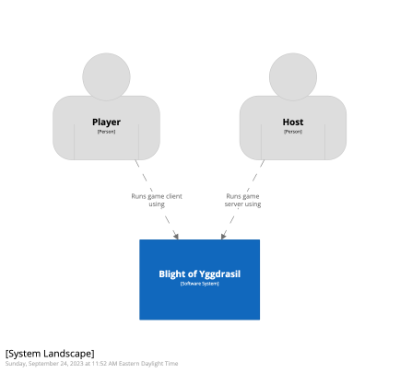 Player
[Person]
Host
[Person]
Runs game client
using
Runs game
server using
Blight of Yggdrasil
[Software System]
[System Landscape]
Sunday, September 24, 2023 at 11:52 AM Eastern Daylight Time